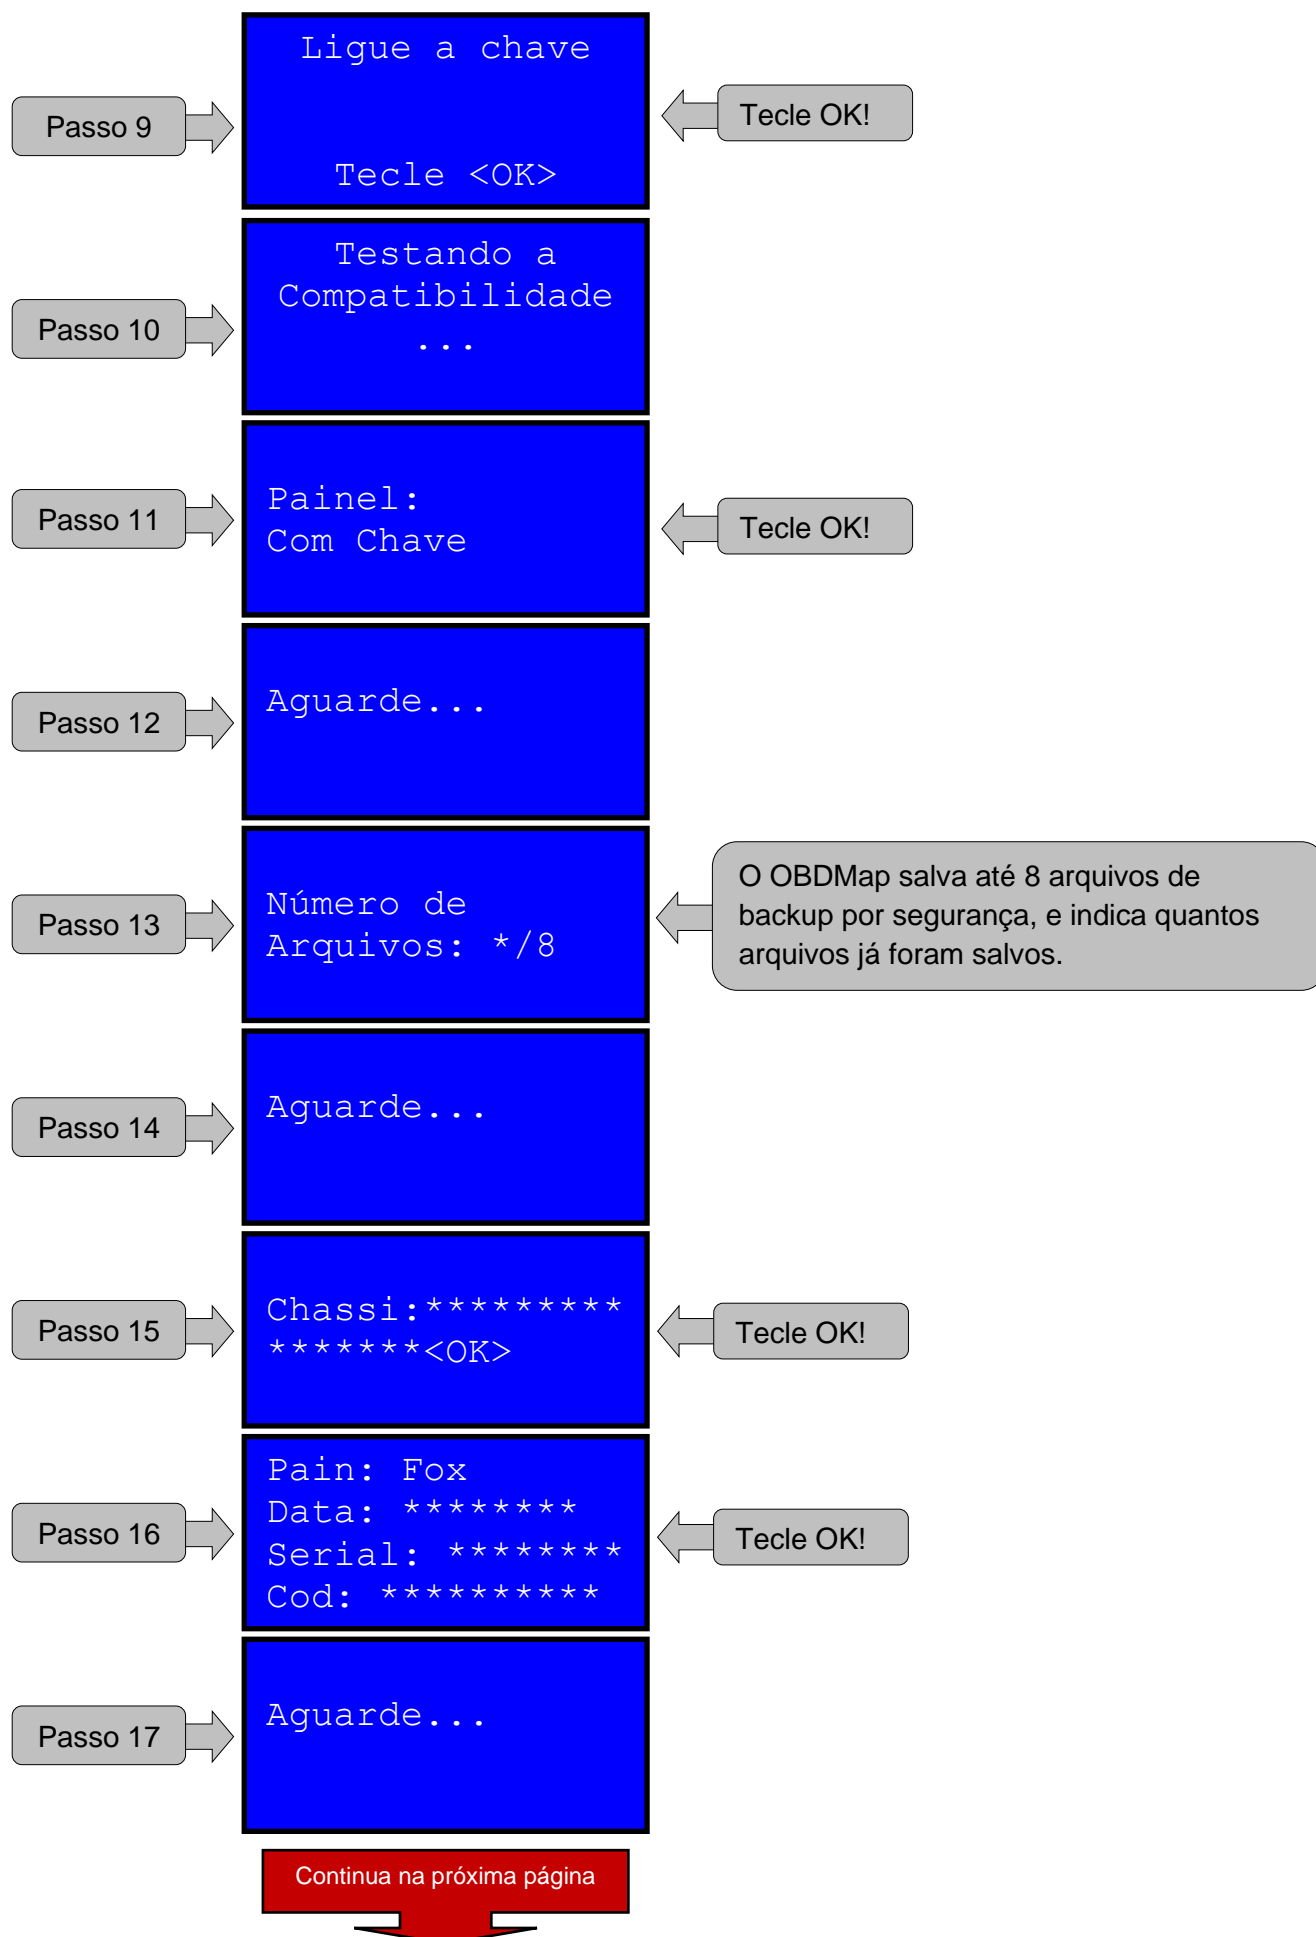 Ligue a chave
Passo 9
Tecle OK!
Tecle <OK>
Testando a
Compatibilidade
...
Passo 10
Painel:
Com Chave
Passo 11
Tecle OK!
Aguarde...
Passo 12
Número de
Arquivos: */8
Passo 13
O OBDMap salva até 8 arquivos de
backup por segurança, e indica quantos
arquivos já foram salvos.
Aguarde...
Passo 14
Chassi:*********
*******<OK>
Passo 15
Tecle OK!
Pain: Fox
Data: ********
Serial: ********
Cod: **********
Passo 16
Tecle OK!
Aguarde...
Passo 17
Continua na próxima página